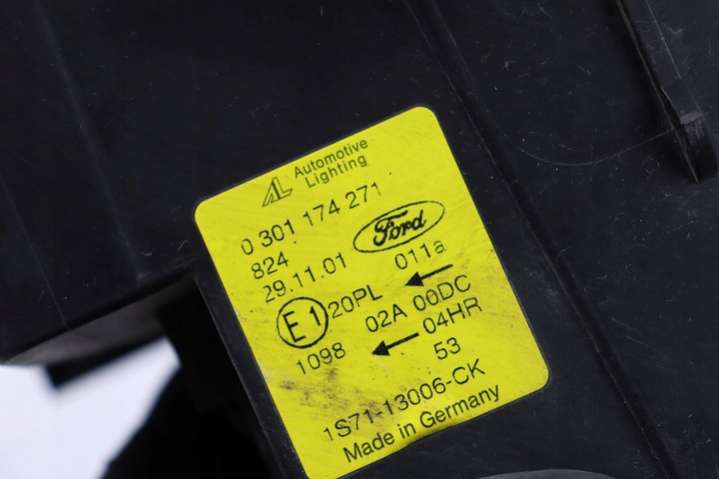 AL Automotive
Lighting
0 301 174 271
824 Ford
29.11.01 011a
E1 20PL ←
02A 00DC
1098 ← 04HR
53
1S71-13006-CK
Made in Germany